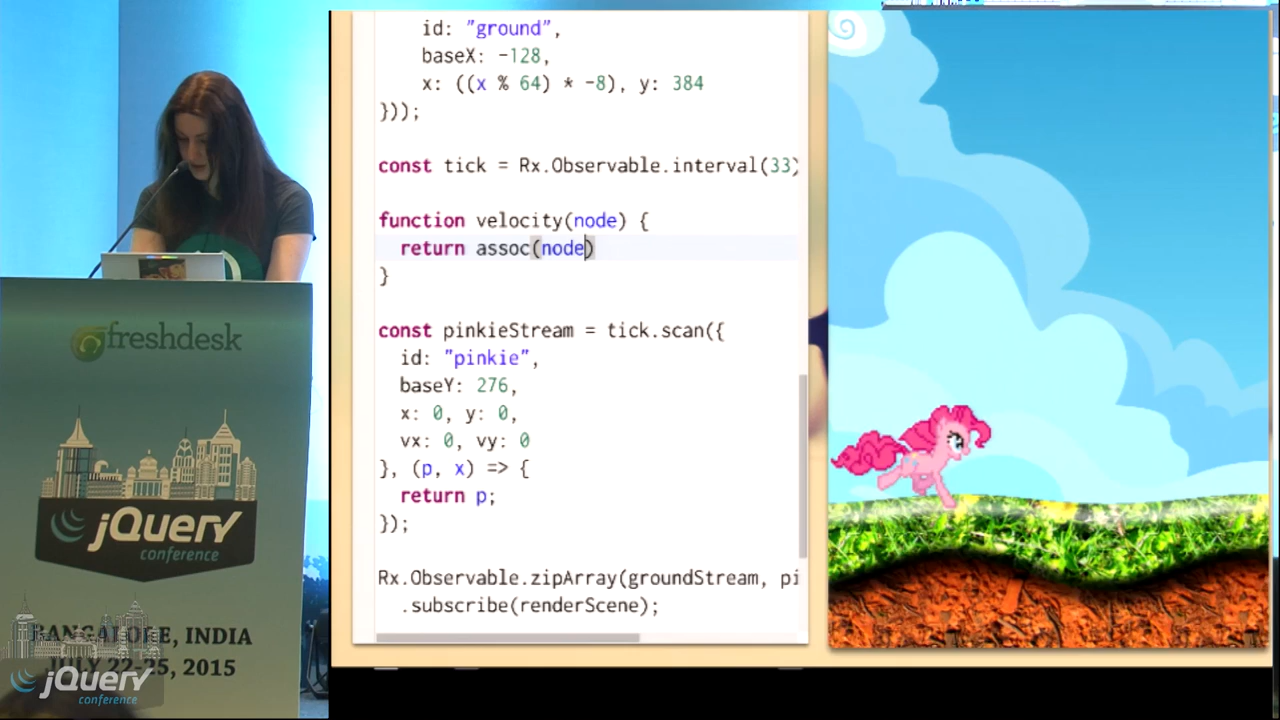 freshdesk
jQuery
conference
BANGALORE, INDIA
JULY 22-25, 2015
jQuery
conference
id: "ground",
baseX: -128,
x: ((x % 64) * -8), y: 384
}));
const tick = Rx.Observable.interval(33)
function velocity(node) {
return assoc(node)
}
const pinkieStream = tick.scan({
id: "pinkie",
baseY: 276,
x: 0, y: 0,
vx: 0, vy: 0
}, (p, x) => {
return p;
});
Rx.Observable.zipArray(groundStream, pi
.subscribe(renderScene);